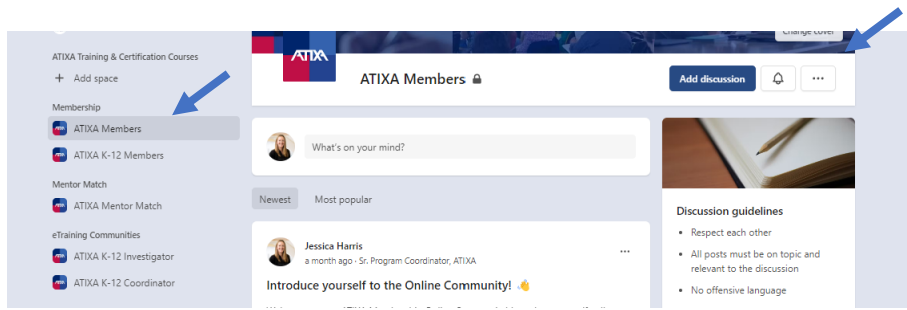 ATIXA Training & Certification Courses
+ Add space
Membership
ATIXA Members
ATIXA K-12 Members
Mentor Match
ATIXA Mentor Match
eTraining Communities
ATIXA K-12 Investigator
ATIXA K-12 Coordinator
Change cover
ATIXA
ATIXA Members
Add discussion
What's on your mind?
Newest Most popular
Jessica Harris
a month ago · Sr. Program Coordinator, ATIXA
Introduce yourself to the Online Community! 👋
Discussion guidelines
• Respect each other
• All posts must be on topic and
relevant to the discussion
• No offensive language